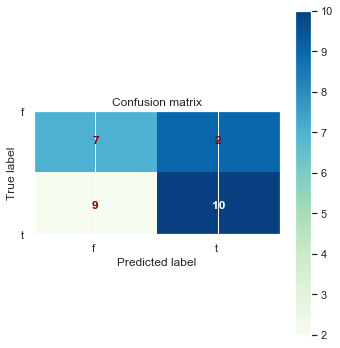 Confusion matrix
f
7 2
True label
9 10
t
f t
Predicted label
10
9
8
7
6
5
4
3
2